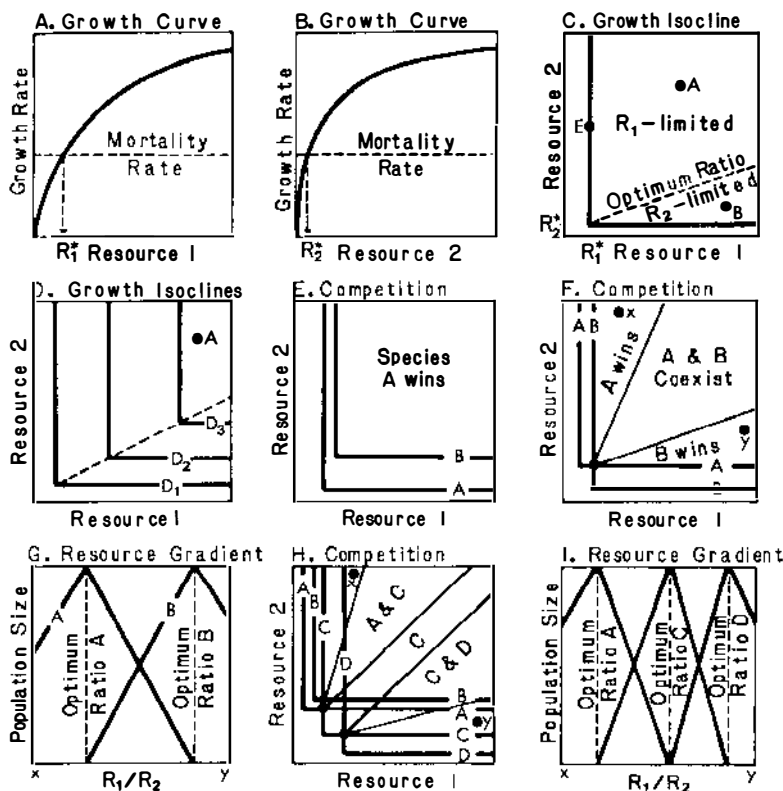 A. Growth Curve
Growth Rate
Mortality
Rate
R₁* Resource 1
B. Growth Curve
Growth Rate
Mortality
Rate
R₂* Resource 2
C. Growth Isocline
Resource 2
A
E
R₁-limited
Optimum Ratio
R₂-limited
B
R₂*
R₁* Resource 1
D. Growth Isoclines
Resource 2
A
D₃
D₂
D₁
Resource 1
E. Competition
Resource 2
Species
A wins
B
A
Resource 1
F. Competition
Resource 2
A B
x
A wins
A & B
Coexist
y
B wins
A
Resource 1
G. Resource Gradient
Population Size
A
B
Optimum
Ratio A
Optimum
Ratio B
x
R₁/R₂
y
H. Competition
Resource 2
A
B
C
D
x
A & C
C
C & D
B
A
y
C
D
Resource 1
I. Resource Gradient
Population Size
Optimum
Ratio A
Optimum
Ratio C
Optimum
Ratio D
x
R₁/R₂
y